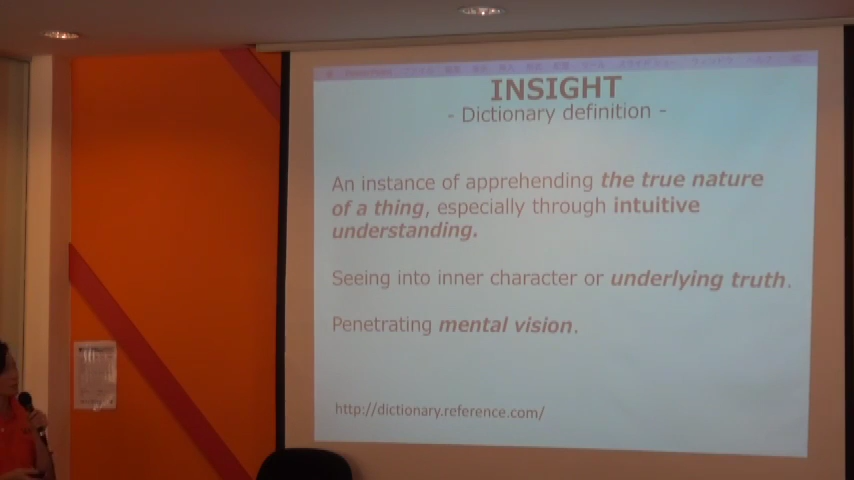 INSIGHT
- Dictionary definition -
An instance of apprehending the true nature
of a thing, especially through intuitive
understanding.
Seeing into inner character or underlying truth.
Penetrating mental vision.
http://dictionary.reference.com/